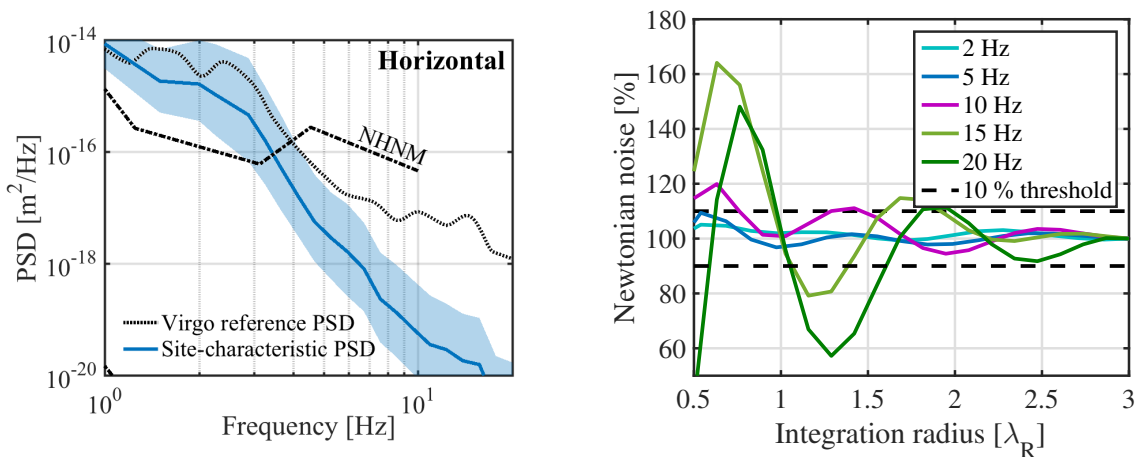 10^-14
10^-16
10^-18
10^-20
PSD [m^2/Hz]
Horizontal
NHNM
Virgo reference PSD
Site-characteristic PSD
10^0
10^1
Frequency [Hz]
180
160
140
120
100
80
60
Newtonian noise [%]
2 Hz
5 Hz
10 Hz
15 Hz
20 Hz
10 % threshold
0.5
1
1.5
2
2.5
3
Integration radius [λ_R]